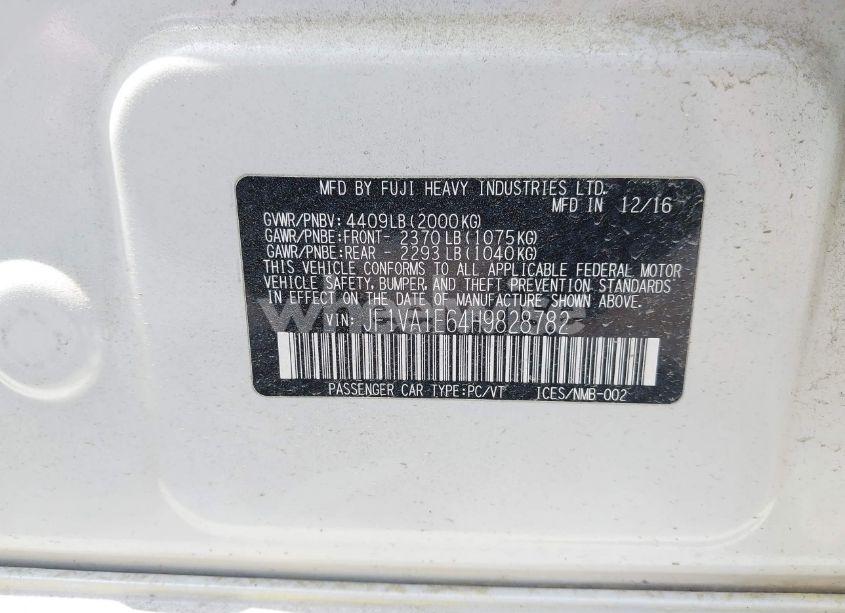 MFD BY FUJI HEAVY INDUSTRIES LTD.
MFD IN 12/16
GVWR/PNBV: 4409LB (2000KG)
GAWR/PNBE:FRONT- 2370 LB (1075KG)
GAWR/PNBE:REAR - 2293 LB (1040KG)
THIS VEHICLE CONFORMS TO ALL APPLICABLE FEDERAL MOTOR
VEHICLE SAFETY, BUMPER, AND THEFT PREVENTION STANDARDS
IN EFFECT ON THE DATE OF MANUFACTURE SHOWN ABOVE.
VIN: JF1VA1E64H9828782
PASSENGER CAR TYPE:PC/VT ICES/NMB-002